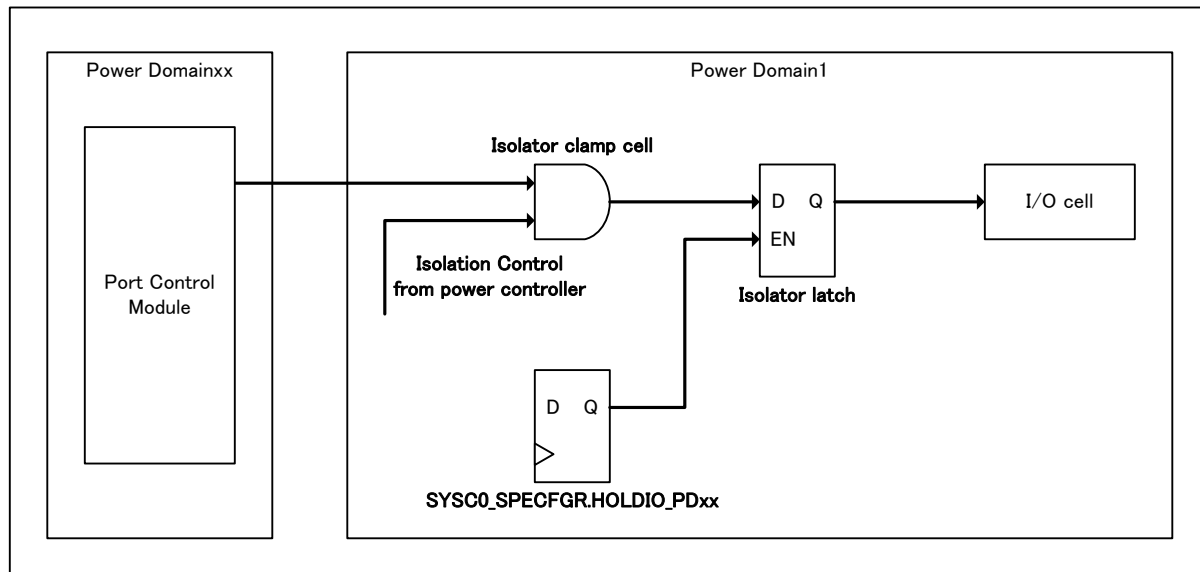 Power Domainxx
Power Domain1
Isolator clamp cell
D Q
EN
I/O cell
Isolation Control
from power controller
Isolator latch
Port Control
Module
D Q
SYSC0_SPECFGR.HOLDIO_PDxx